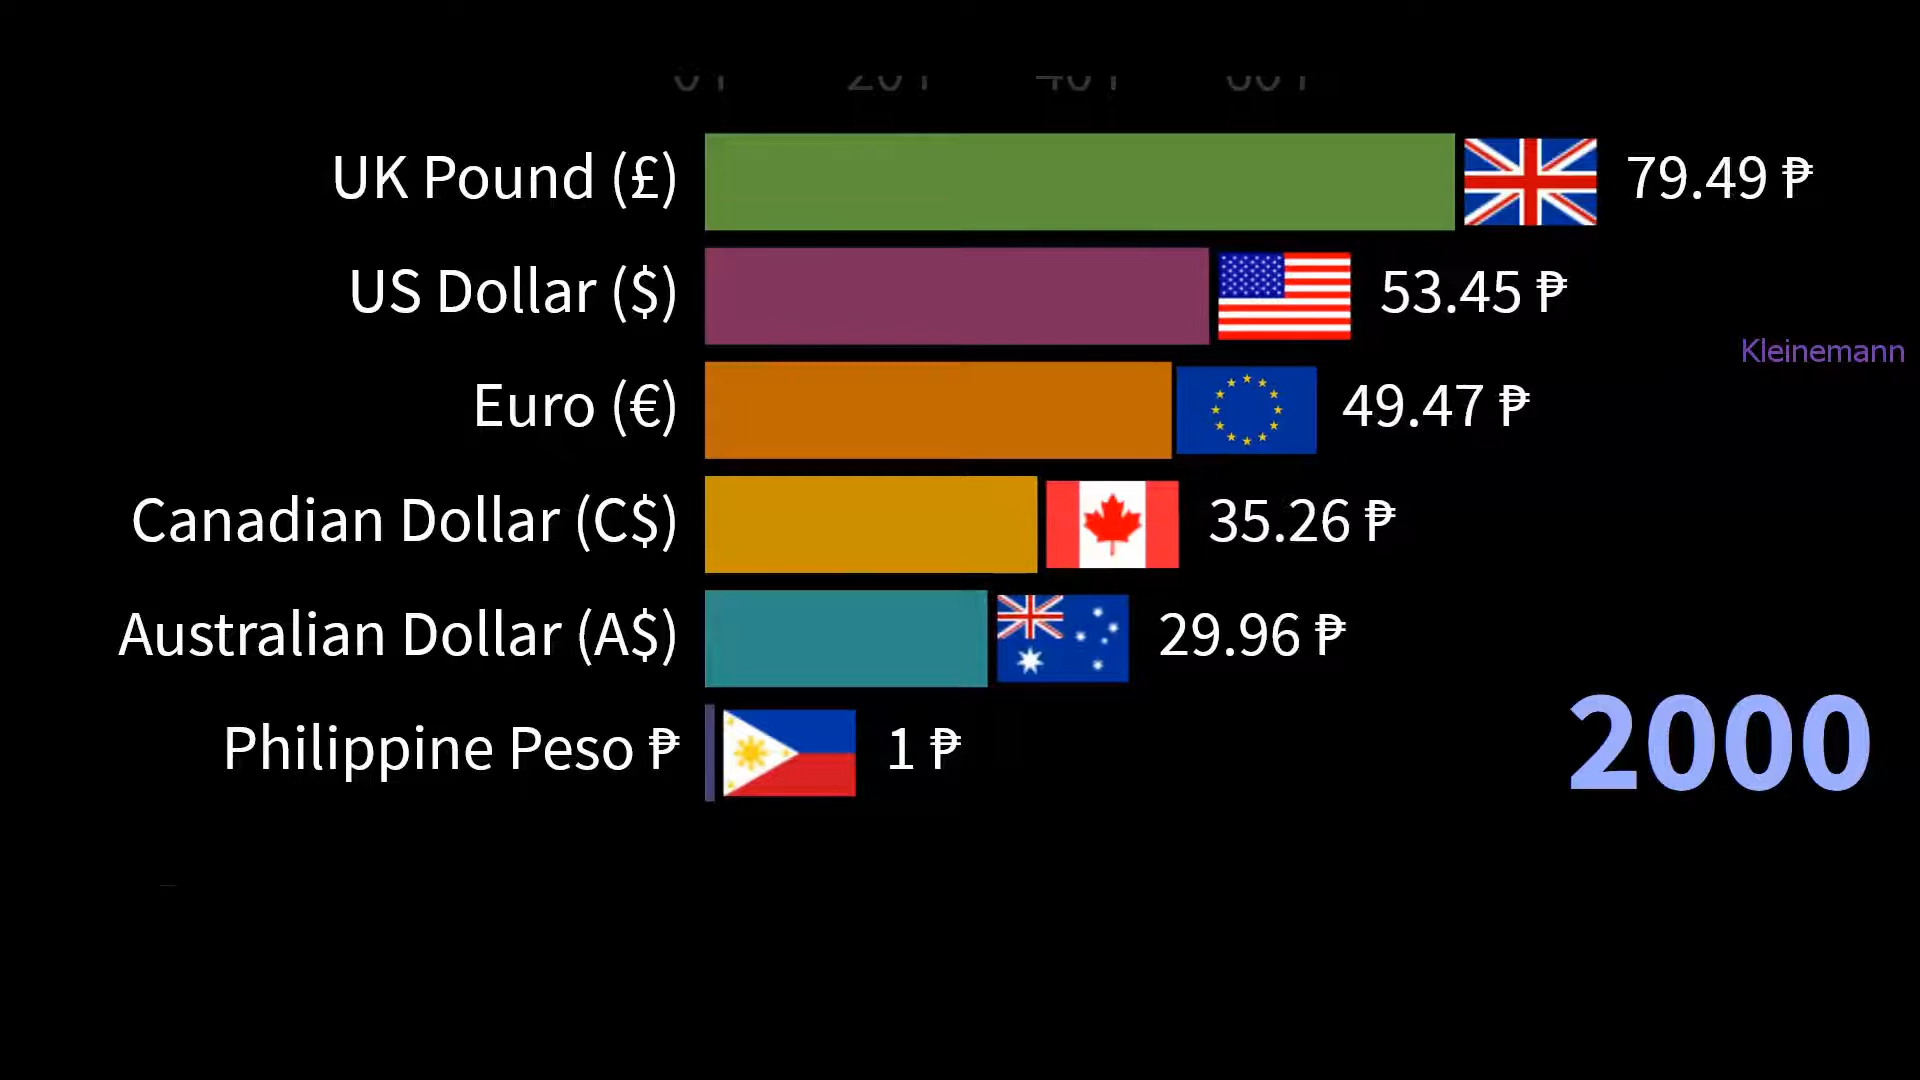 UK Pound (£) 79.49 ₱
US Dollar ($) 53.45 ₱
Kleinemann
Euro (€) 49.47 ₱
Canadian Dollar (C$) 35.26 ₱
Australian Dollar (A$) 29.96 ₱
Philippine Peso ₱ 1 ₱
2000